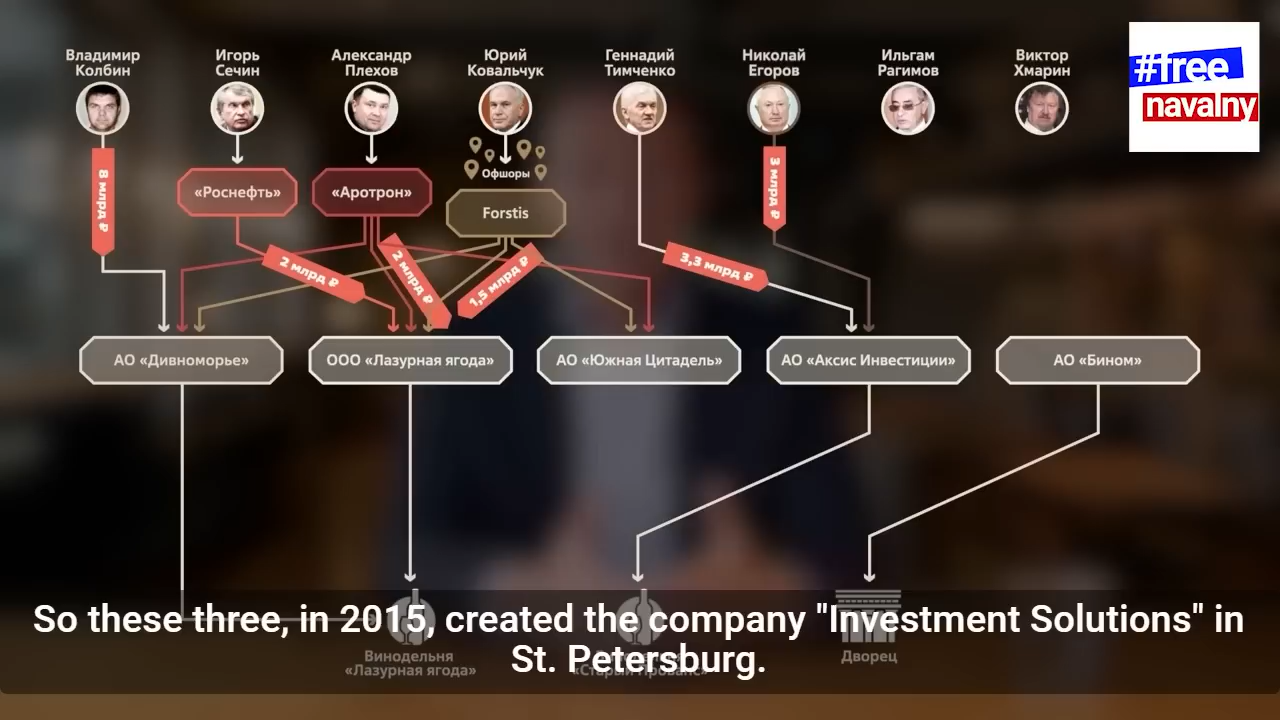 Владимир
Колбин
Игорь
Сечин
Александр
Плехов
Юрий
Ковальчук
Геннадий
Тимченко
Николай
Егоров
Ильгам
Рагимов
Виктор
Хмарин
#free
navalny
8 млрд ₽
«Роснефть»
«Аротрон»
Офшоры
Forstis
3 млрд ₽
2 млрд ₽
2 млрд ₽
1,5 млрд ₽
3,3 млрд ₽
АО «Дивноморье»
ООО «Лазурная ягода»
АО «Южная Цитадель»
АО «Аксис Инвестиции»
АО «Бином»
So these three, in 2015, created the company "Investment Solutions" in
St. Petersburg.
Винодельня
«Лазурная ягода»
«Старый Прованс»
Дворец